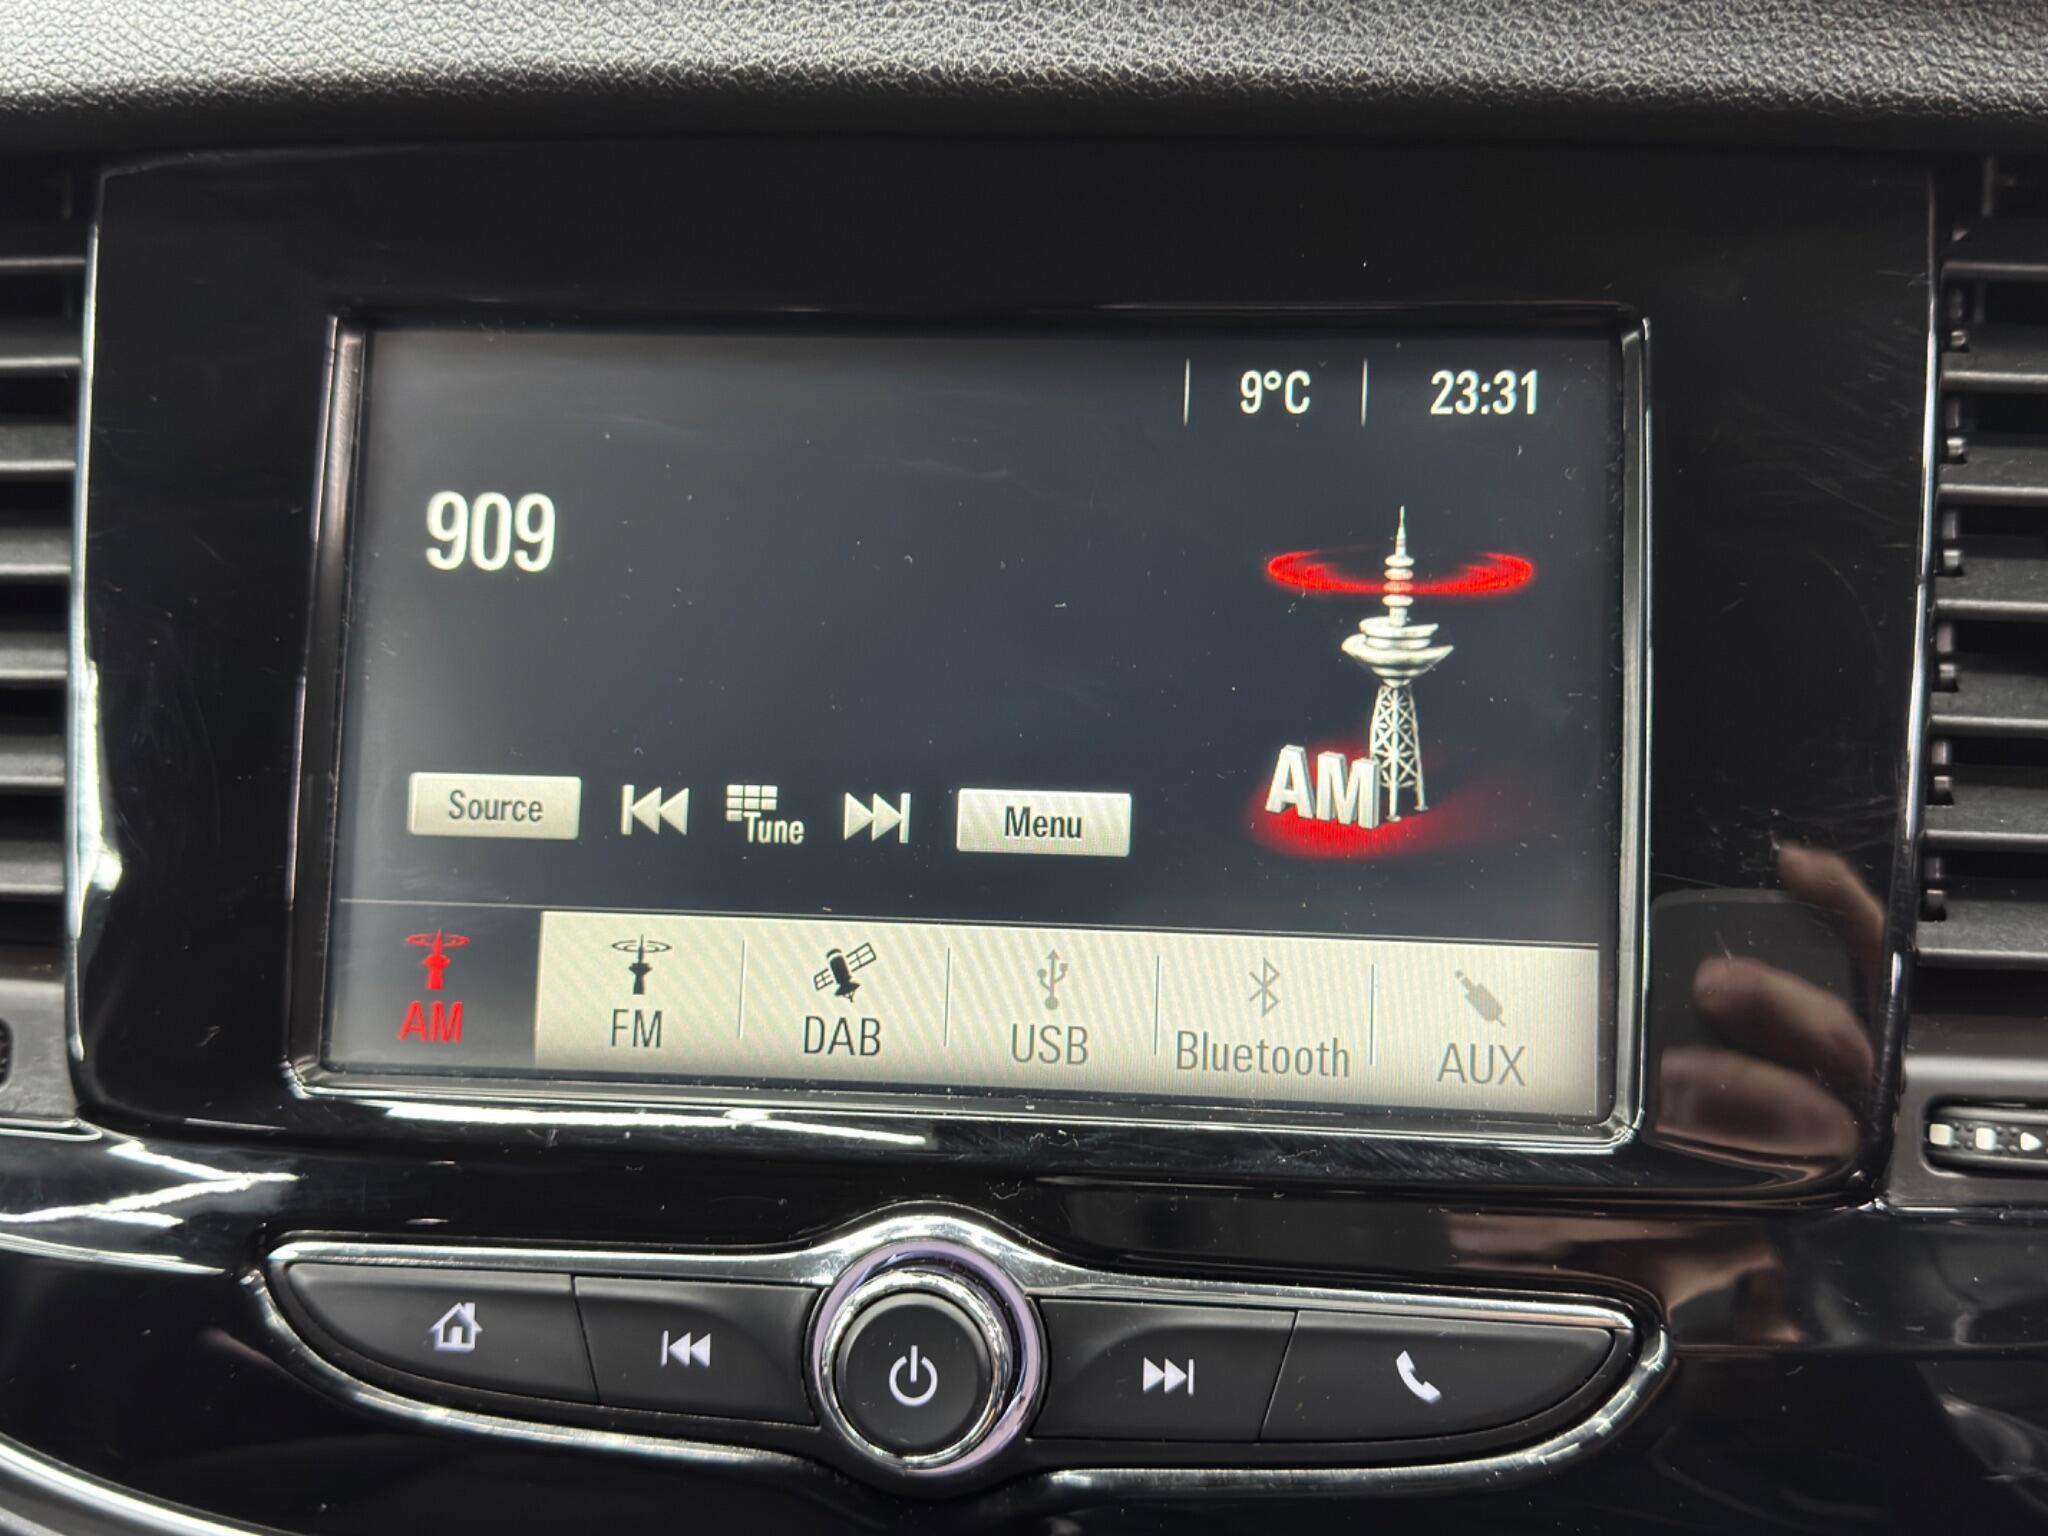 9°C 23:31
909
Source Tune Menu
AM
AM FM DAB USB Bluetooth AUX